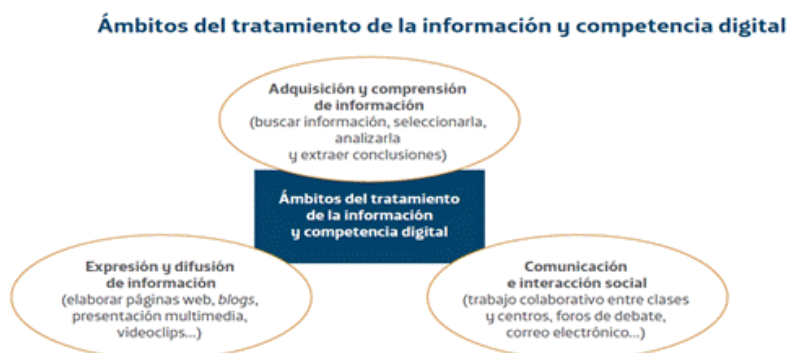 Ámbitos del tratamiento de la información y competencia digital
Adquisición y comprensión
de información
(buscar información, seleccionarla,
analizarla
y extraer conclusiones)
Ámbitos del tratamiento
de la información
y competencia digital
Expresión y difusión
de información
(elaborar páginas web, blogs,
presentación multimedia,
videoclips...)
Comunicación
e interacción social
(trabajo colaborativo entre clases
y centros, foros de debate,
correo electrónico...)